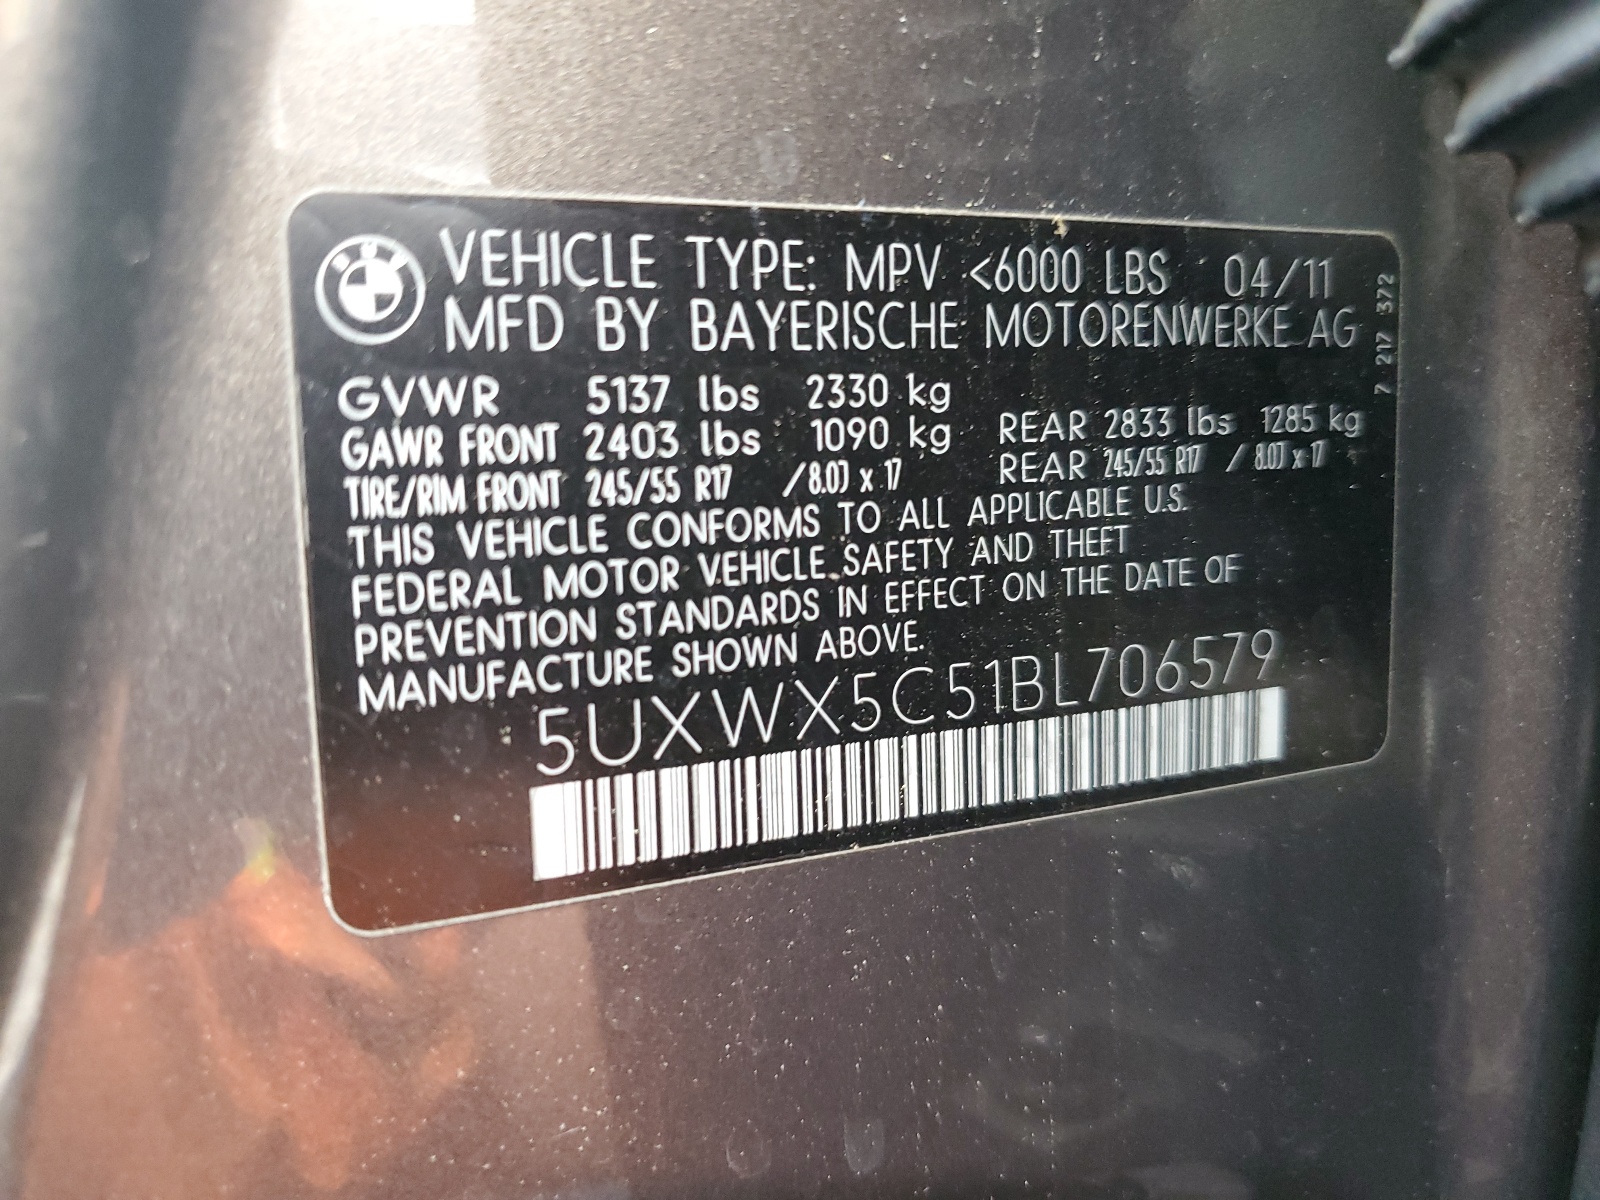 BMW
VEHICLE TYPE: MPV <6000 LBS 04/11
MFD BY BAYERISCHE MOTORENWERKE AG
7 217 372
GVWR 5137 lbs 2330 kg
GAWR FRONT 2403 lbs 1090 kg REAR 2833 lbs 1285 kg
TIRE/RIM FRONT 245/55 R17 /8.0J x 17 REAR 245/55 R17 / 8.0J x 17
THIS VEHICLE CONFORMS TO ALL APPLICABLE U.S.
FEDERAL MOTOR VEHICLE SAFETY AND THEFT
PREVENTION STANDARDS IN EFFECT ON THE DATE OF
MANUFACTURE SHOWN ABOVE.
5UXWX5C51BL706579